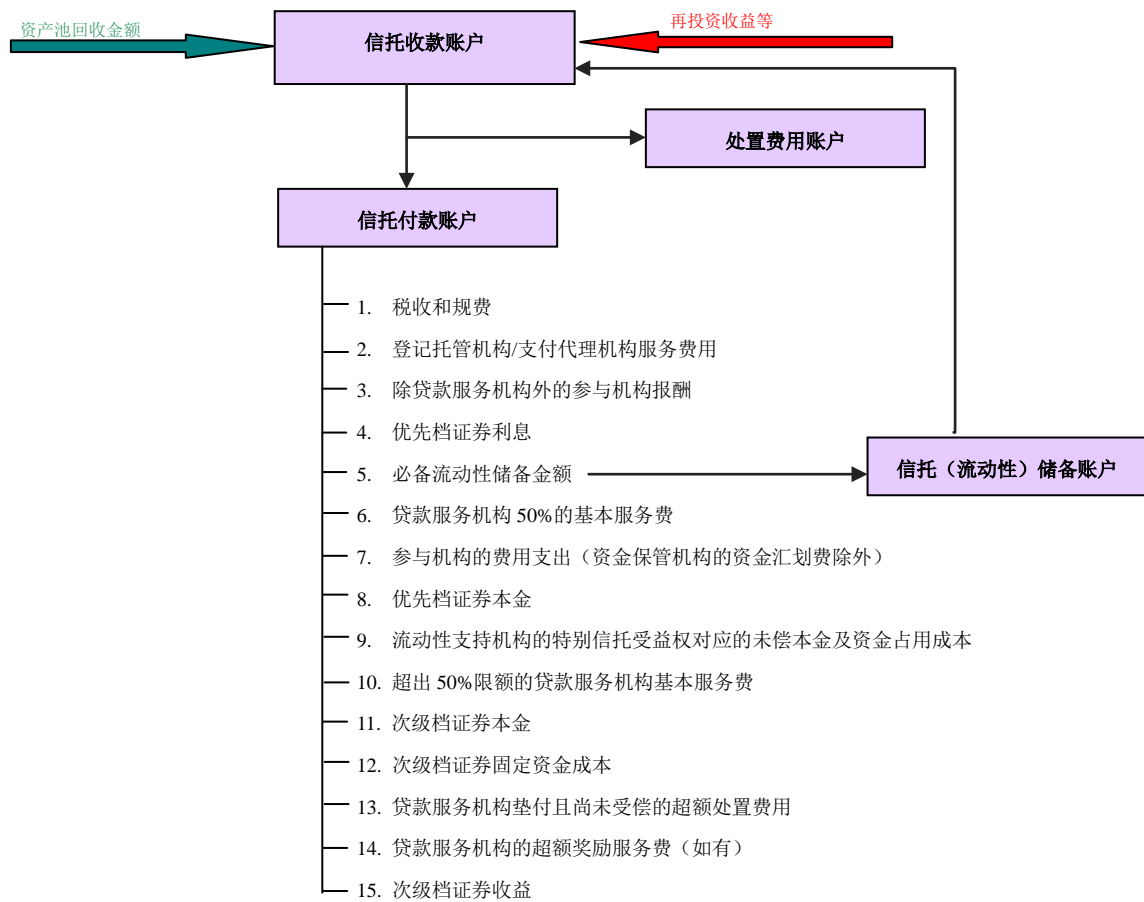 资产池回收金额
信托收款账户
再投资收益等
处置费用账户
信托付款账户
1. 税收和规费
2. 登记托管机构/支付代理机构服务费用
3. 除贷款服务机构外的参与机构报酬
4. 优先档证券利息
5. 必备流动性储备金额
信托（流动性）储备账户
6. 贷款服务机构 50%的基本服务费
7. 参与机构的费用支出（资金保管机构的资金汇划费除外）
8. 优先档证券本金
9. 流动性支持机构的特别信托受益权对应的未偿本金及资金占用成本
10. 超出 50%限额的贷款服务机构基本服务费
11. 次级档证券本金
12. 次级档证券固定资金成本
13. 贷款服务机构垫付且尚未受偿的超额处置费用
14. 贷款服务机构的超额奖励服务费（如有）
15. 次级档证券收益